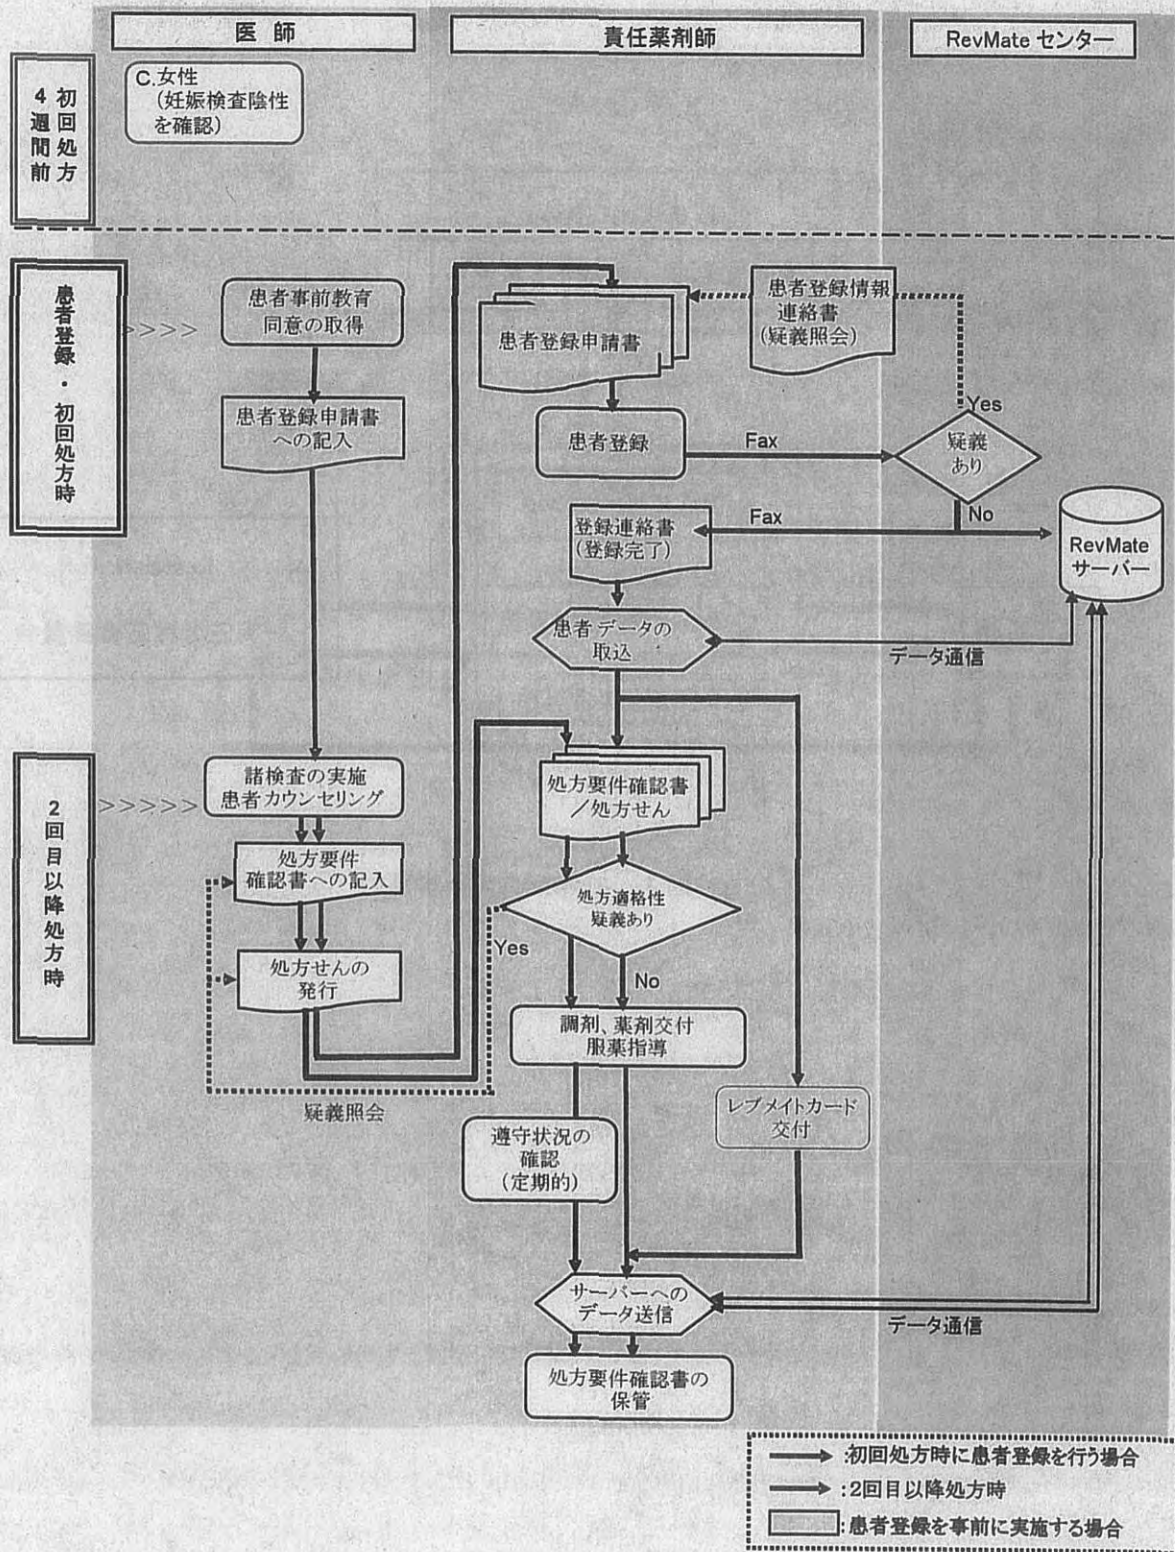 医 師
責任薬剤師
RevMate センター
初回処方
4週間前
C.女性
(妊娠検査陰性
を確認)
患者登録・初回処方時
>>>>
患者事前教育
同意の取得
患者登録申請書
への記入
患者登録申請書
患者登録情報
連絡書
(疑義照会)
Yes
患者登録
Fax
疑義
あり
No
登録連絡書
(登録完了)
Fax
RevMate
サーバー
患者データの
取込
データ通信
2回目以降処方時
>>>>>
諸検査の実施
患者カウンセリング
処方要件
確認書への記入
処方せんの
発行
疑義照会
処方要件確認書
/処方せん
処方適格性
疑義あり
Yes
No
調剤、薬剤交付
服薬指導
レブメイトカード
交付
遵守状況の
確認
(定期的)
サーバーへの
データ送信
データ通信
処方要件確認書の
保管
:初回処方時に患者登録を行う場合
:2回目以降処方時
:患者登録を事前に実施する場合